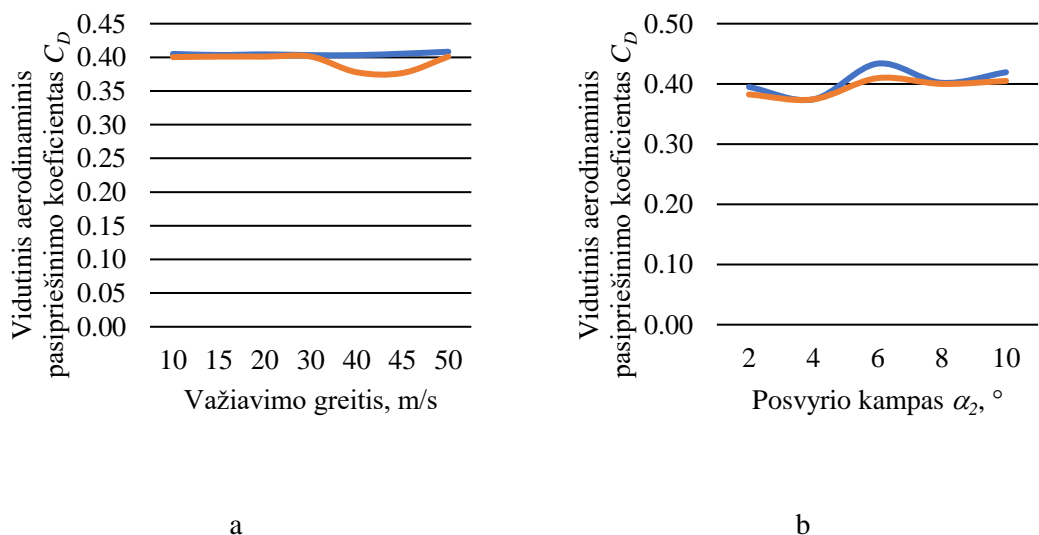 Vidutinis aerodinaminis
pasipriešinimo koeficientas C_D
0.45
0.40
0.35
0.30
0.25
0.20
0.15
0.10
0.05
0.00
10 15 20 30 40 45 50
Važiavimo greitis, m/s
a
Vidutinis aerodinaminis
pasipriešinimo koeficientas C_D
0.50
0.40
0.30
0.20
0.10
0.00
2 4 6 8 10
Posvyrio kampas α₂, °
b